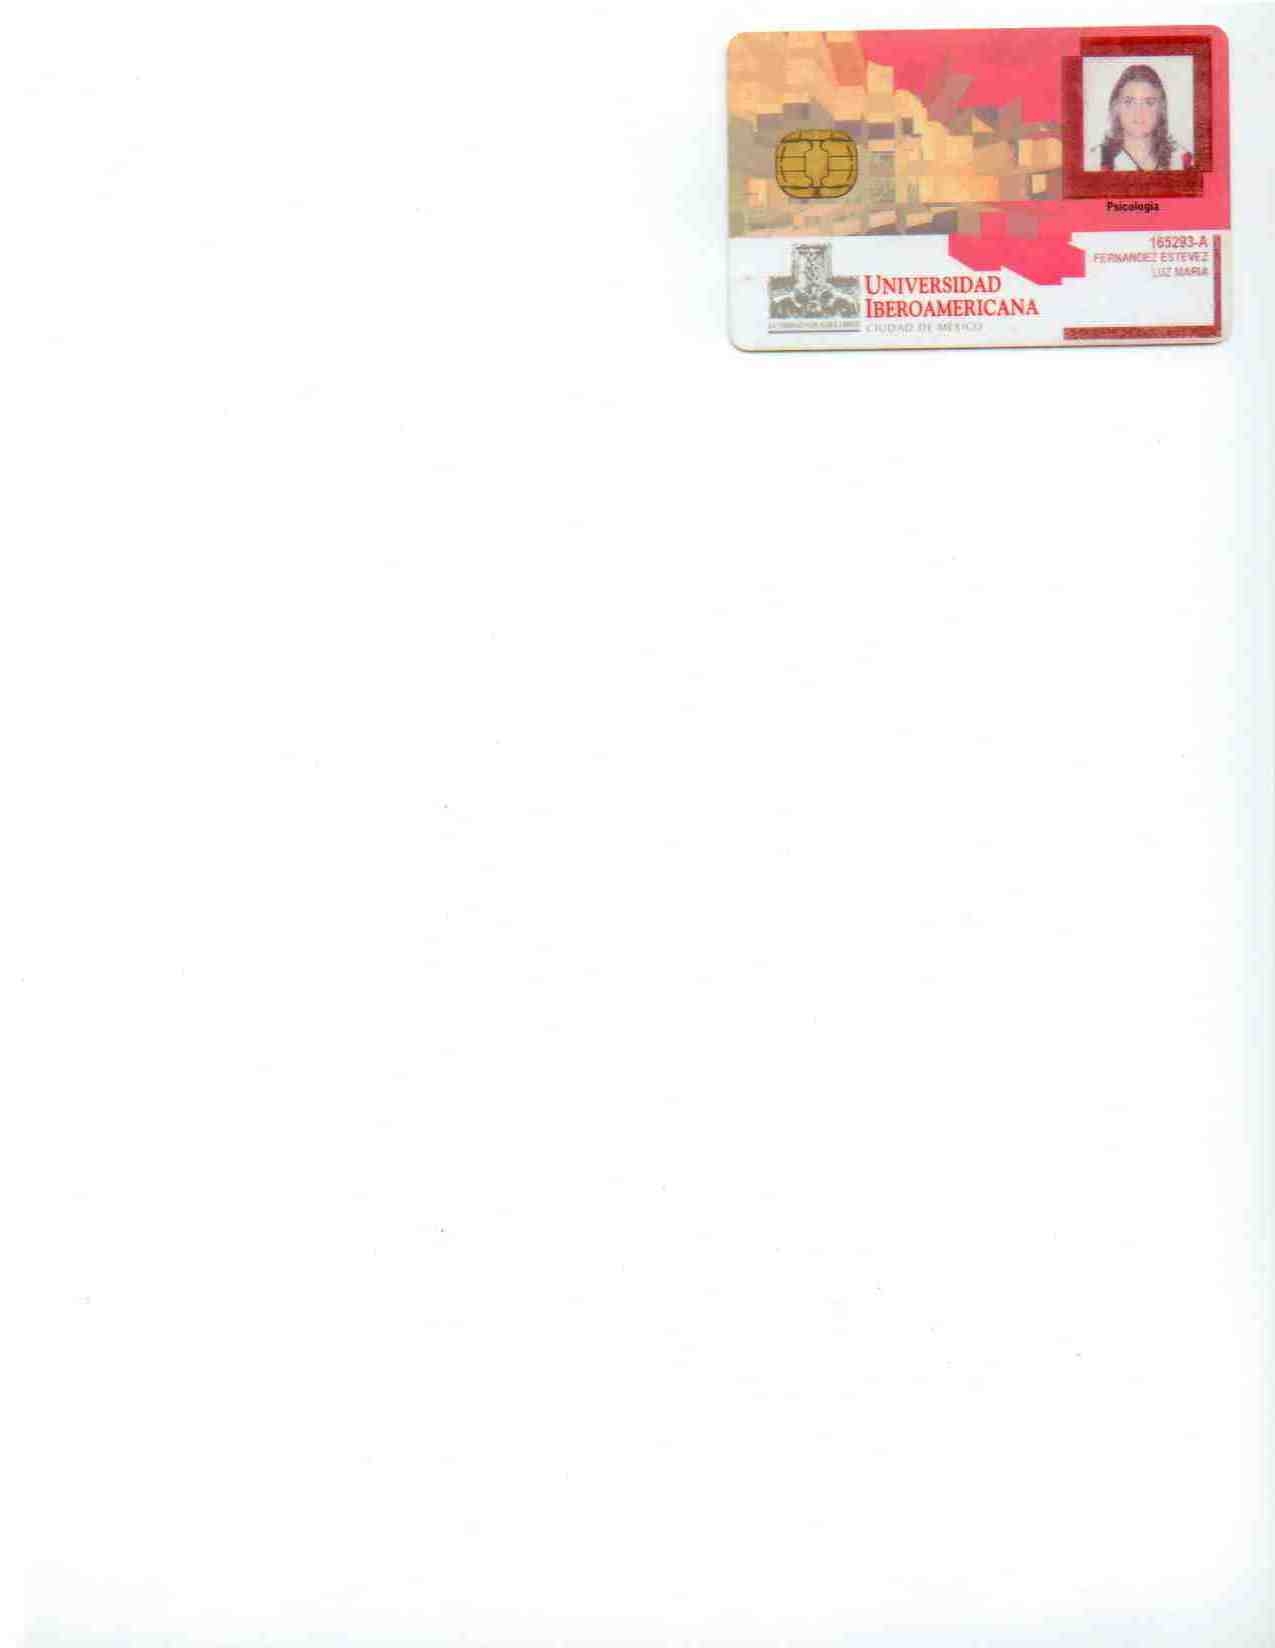 Psicología
165293-A
FERNANDEZ ESTEVEZ
LUZ MARIA
UNIVERSIDAD
IBEROAMERICANA
CIUDAD DE MÉXICO